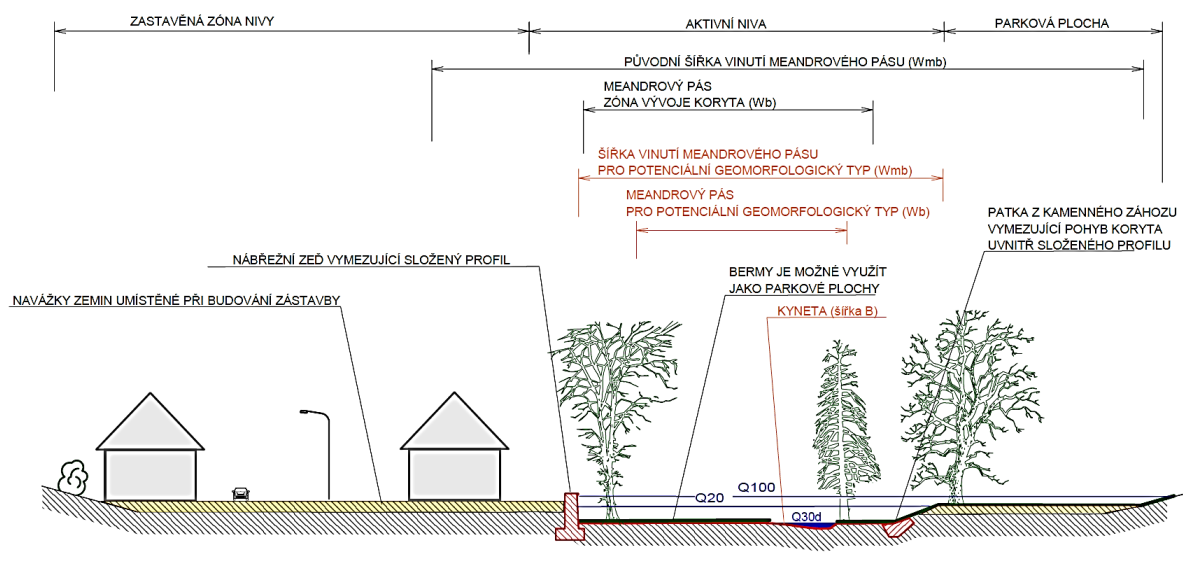 ZASTAVĚNÁ ZÓNA NIVY
AKTIVNÍ NIVA
PARKOVÁ PLOCHA
PŮVODNÍ ŠÍŘKA VINUTÍ MEANDROVÉHO PÁSU (Wmb)
MEANDROVÝ PÁS
ZÓNA VÝVOJE KORYTA (Wb)
ŠÍŘKA VINUTÍ MEANDROVÉHO PÁSU
PRO POTENCIÁLNÍ GEOMORFOLOGICKÝ TYP (Wmb)
MEANDROVÝ PÁS
PRO POTENCIÁLNÍ GEOMORFOLOGICKÝ TYP (Wb)
PATKA Z KAMENNÉHO ZÁHOZU
VYMEZUJÍCÍ POHYB KORYTA
UVNITŘ SLOŽENÉHO PROFILU
NÁBŘEŽNÍ ZEĎ VYMEZUJÍCÍ SLOŽENÝ PROFIL
BERMY JE MOŽNÉ VYUŽÍT
JAKO PARKOVÉ PLOCHY
NAVÁŽKY ZEMIN UMÍSTĚNÉ PŘI BUDOVÁNÍ ZÁSTAVBY
KYNETA (šířka B)
Q20
Q100
Q30d